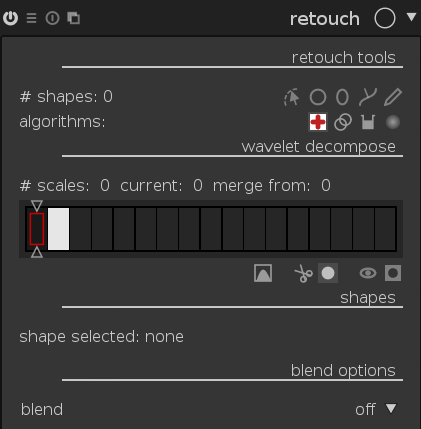 retouch
retouch tools
# shapes: 0
algorithms:
wavelet decompose
# scales: 0 current: 0 merge from: 0
shapes
shape selected: none
blend options
blend off